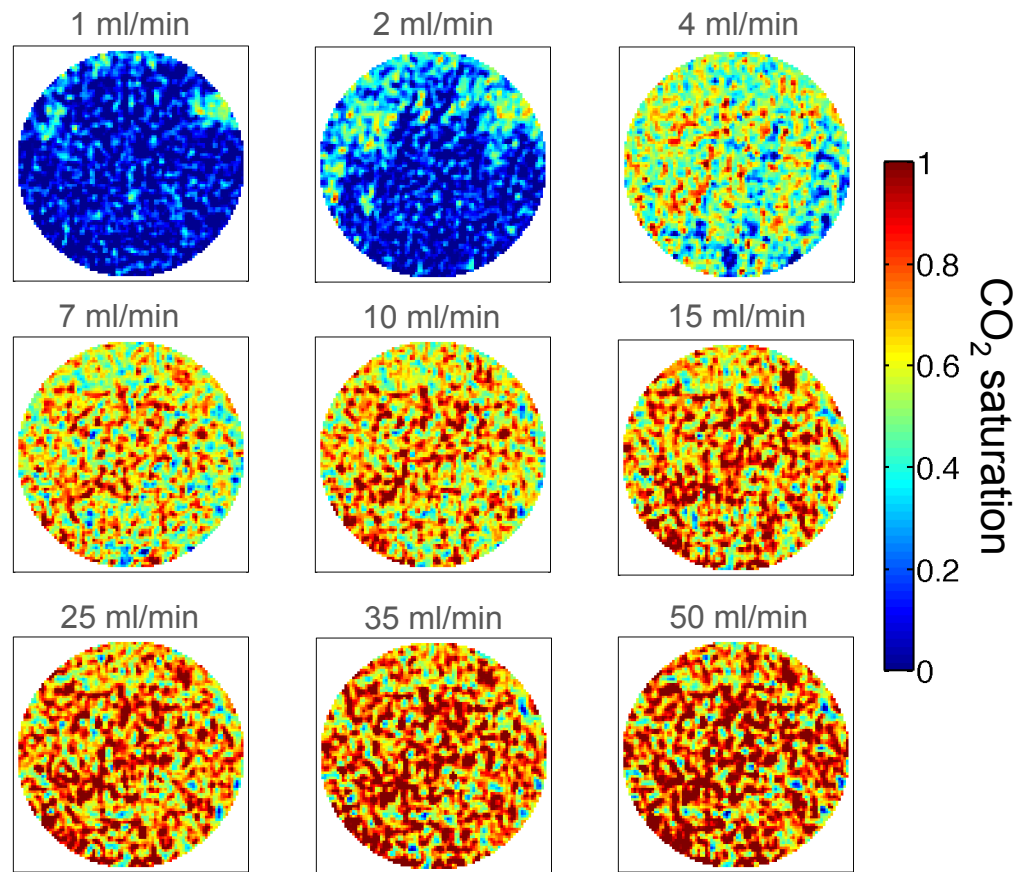 1 ml/min
2 ml/min
4 ml/min
7 ml/min
10 ml/min
15 ml/min
25 ml/min
35 ml/min
50 ml/min
1
0.8
0.6
0.4
0.2
0
CO₂ saturation